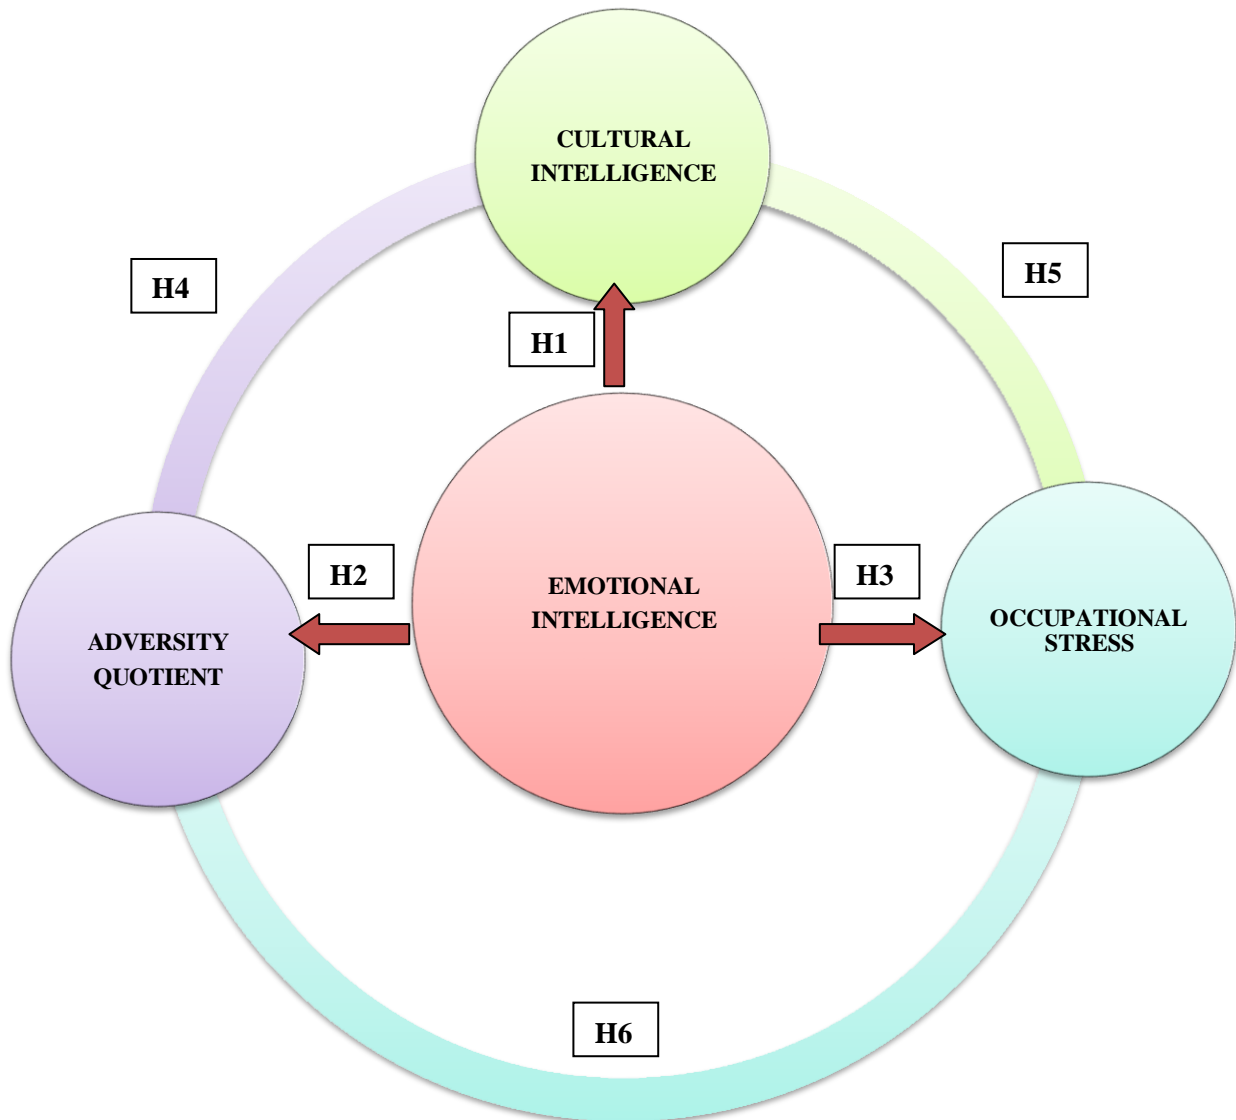 CULTURAL
INTELLIGENCE
H4
H5
H1
H2
EMOTIONAL
INTELLIGENCE
H3
ADVERSITY
QUOTIENT
OCCUPATIONAL
STRESS
H6